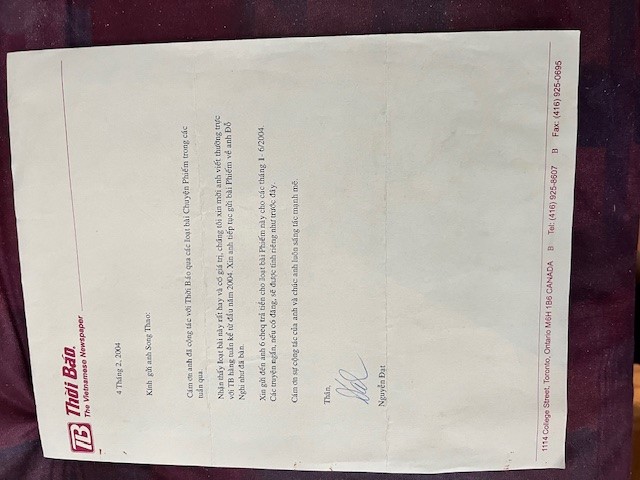 TB Thời Báo
The Vietnamese Newspaper
4 Tháng 2, 2004
Kính gửi anh Song Thao:
Cám ơn anh đã cộng tác với Thời Báo qua các loạt bài Chuyện Phiếm trong các
tuần qua.
Nhận thấy loạt bài này rất hay và có giá trị, chúng tôi xin mời anh viết thường trực
với TB hàng tuần kể từ đầu năm 2004. Xin anh tiếp tục gửi bài Phiếm về anh Đỗ
Nghi như đã bàn.
Xin gửi đến anh 6 cheq trả tiền cho loạt bài Phiếm này cho các tháng 1 - 6/2004.
Các truyện ngắn, nếu có đăng, sẽ được tính riêng như trước đây.
Cám ơn sự cộng tác của anh và chúc anh luôn sáng tác mạnh mẽ.
Thân,
Nguyễn Đạt
1114 College Street, Toronto, Ontario M6H 1B6 CANADA B Tel: (416) 925-8607 B Fax: (416) 925-0695